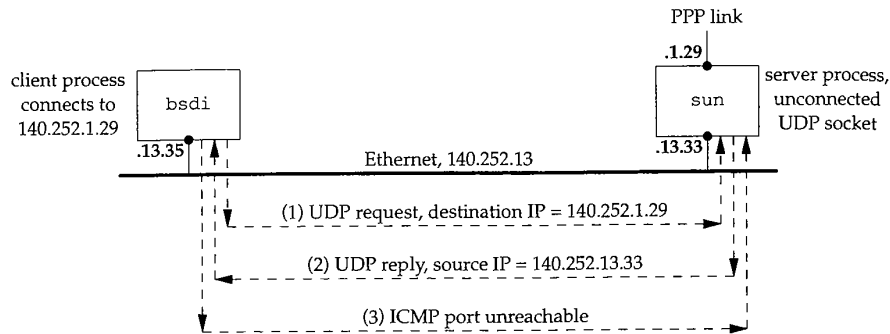 PPP link
.1.29
client process
connects to
140.252.1.29
bsdi
sun
server process,
unconnected
UDP socket
.13.35
Ethernet, 140.252.13
.13.33
(1) UDP request, destination IP = 140.252.1.29
(2) UDP reply, source IP = 140.252.13.33
(3) ICMP port unreachable